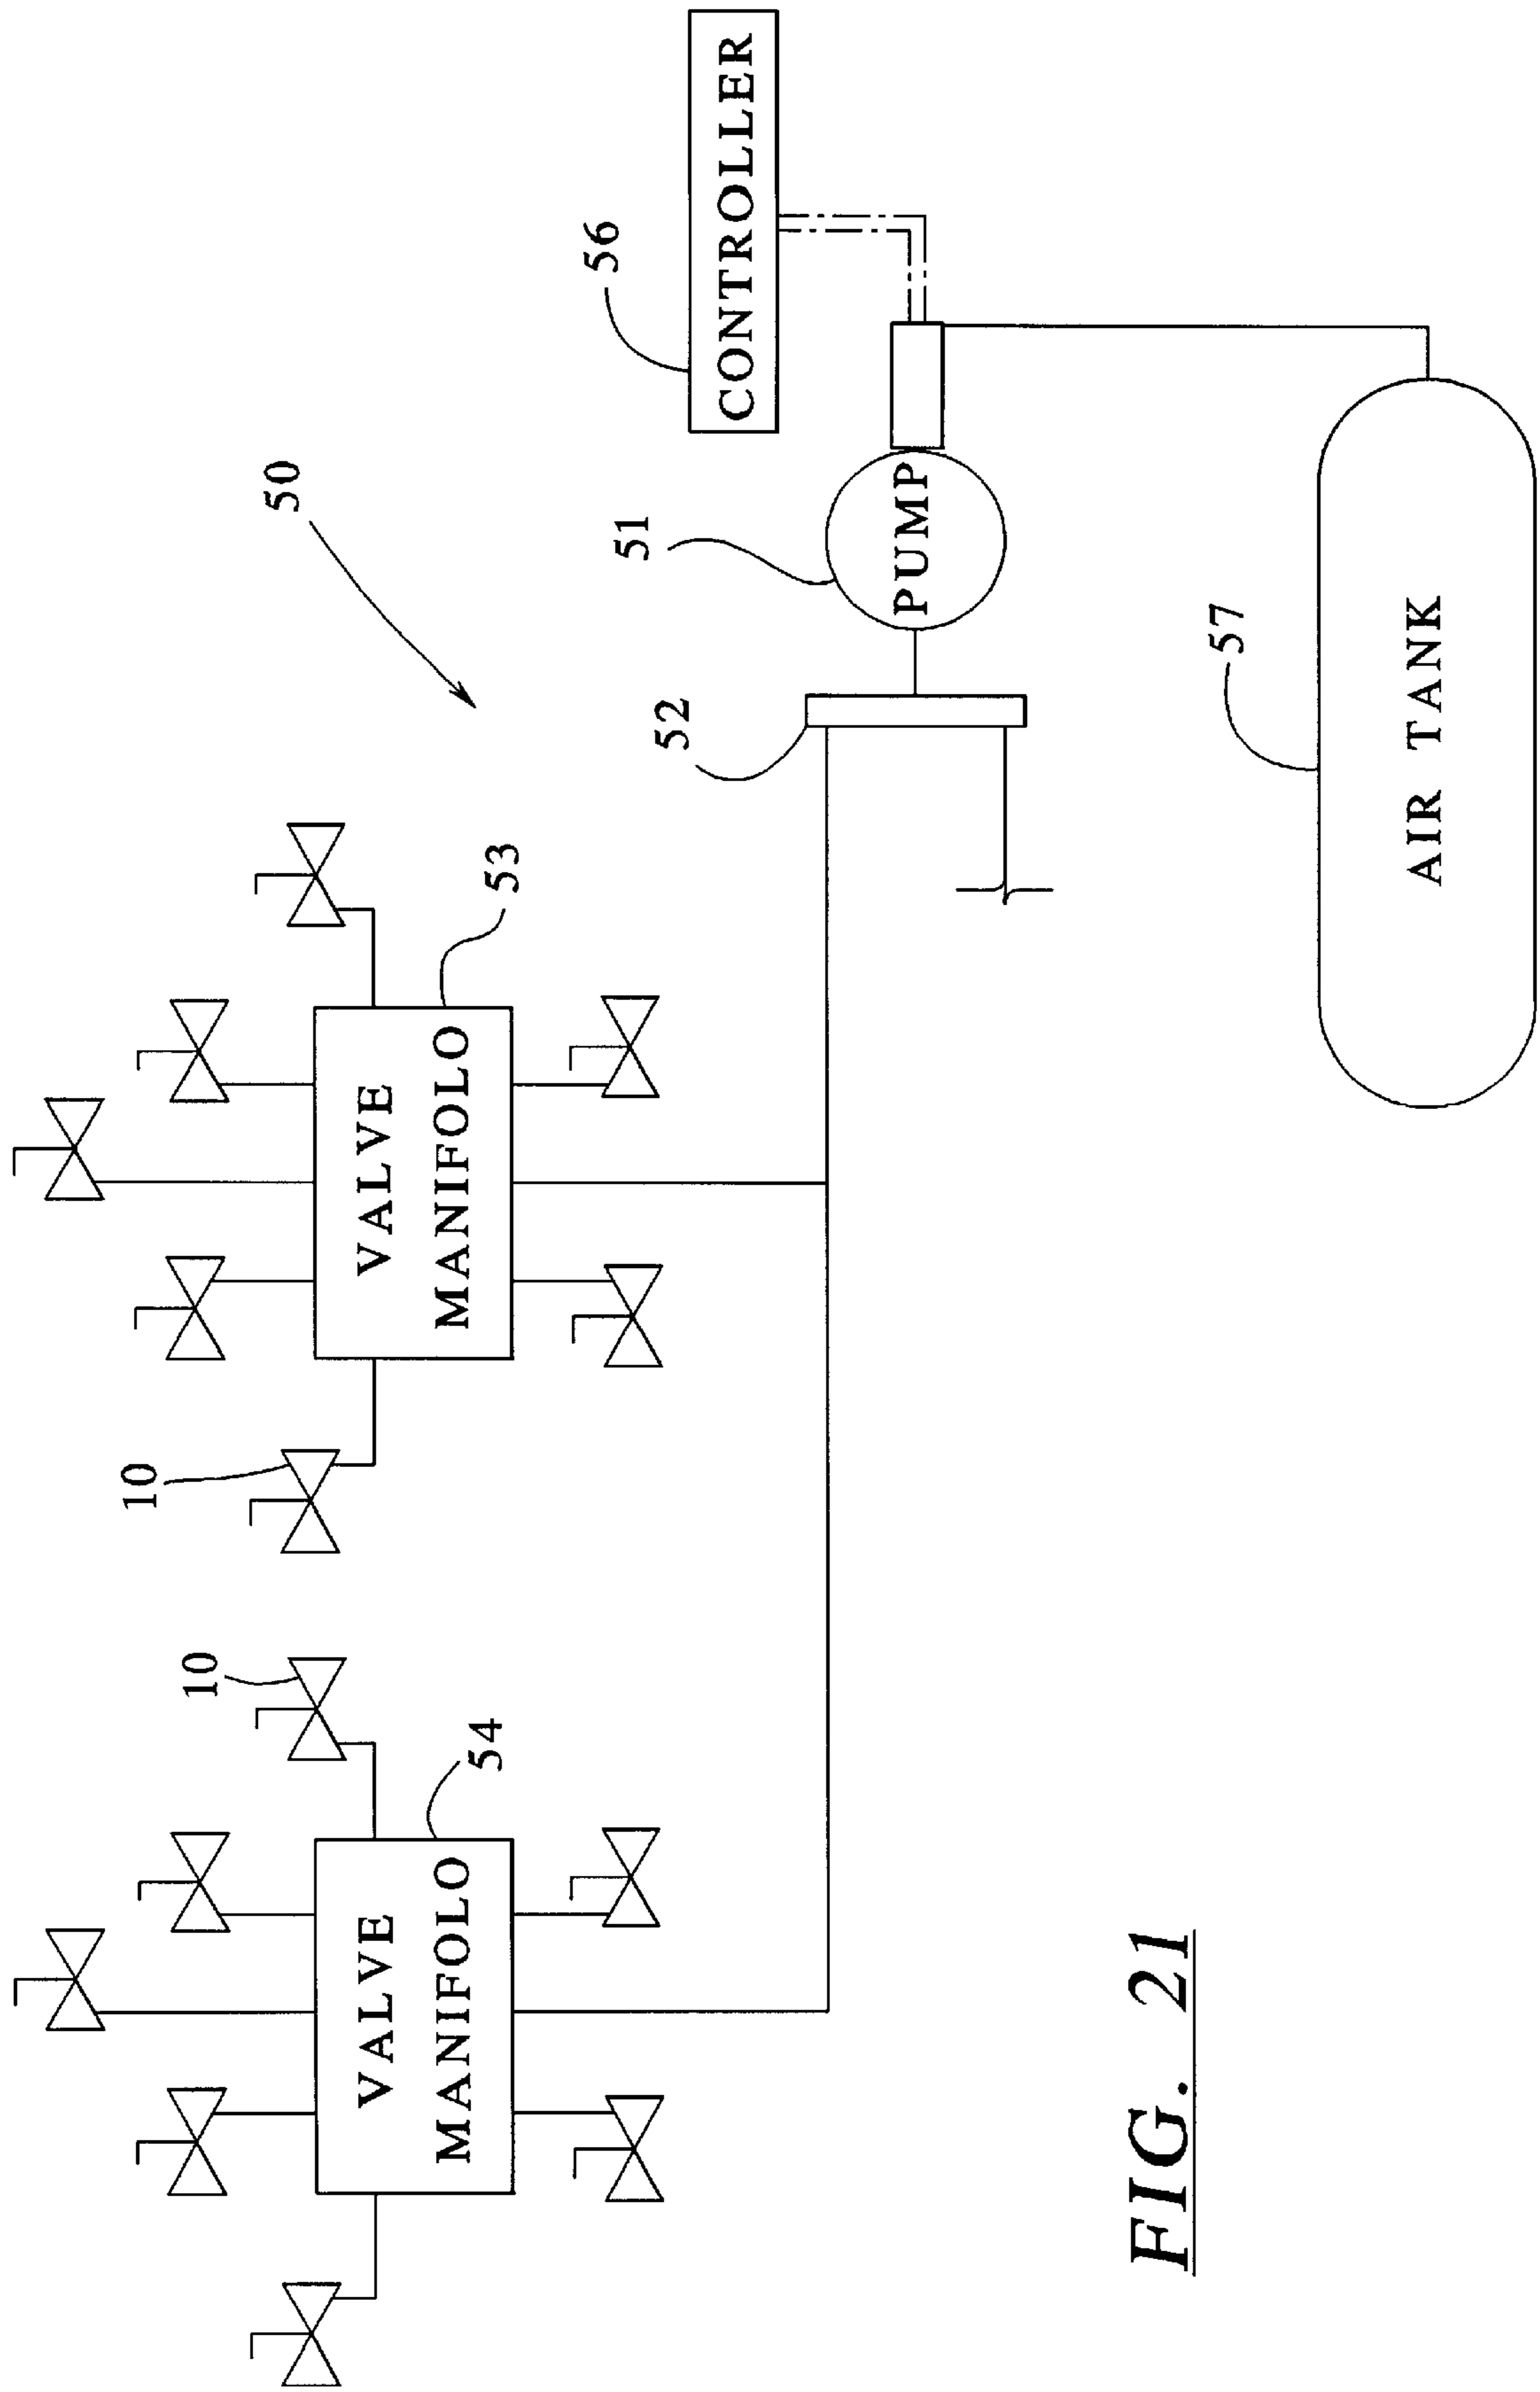 10
VALVE
MANIFOLO
54
10
VALVE
MANIFOLO
53
50
52
51
PUMP
56
CONTROLLER
57
AIR TANK
FIG. 21